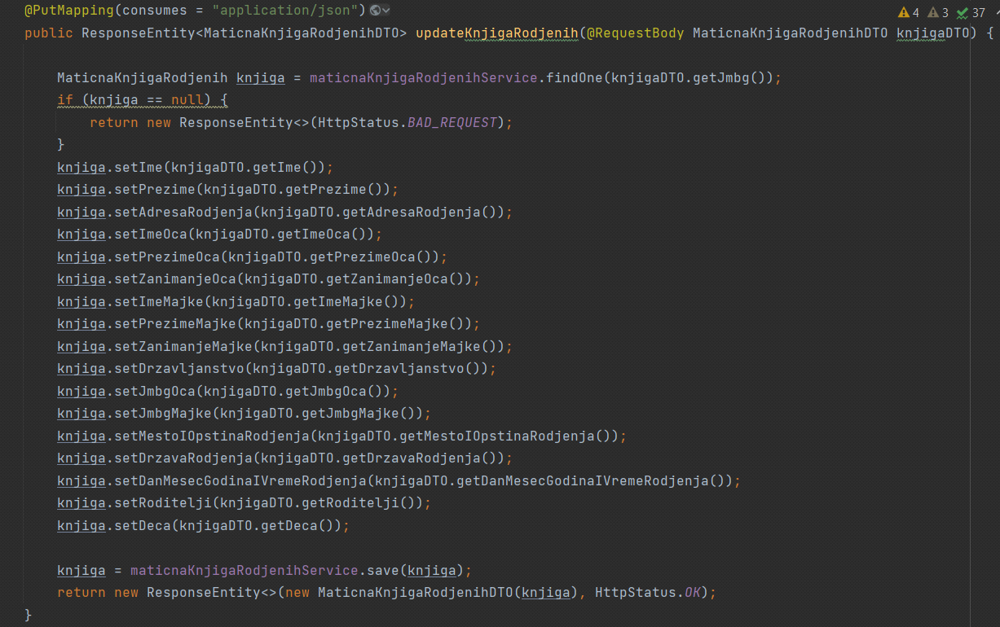 @PutMapping(consumes = "application/json")
4 3 37
public ResponseEntity<MaticnaKnjigaRodjenihDTO> updateKnjigaRodjenih(@RequestBody MaticnaKnjigaRodjenihDTO knjigaDTO) {
MaticnaKnjigaRodjenih knjiga = maticnaKnjigaRodjenihService.findOne(knjigaDTO.getJmbg());
if (knjiga == null) {
return new ResponseEntity<>(HttpStatus.BAD_REQUEST);
}
knjiga.setIme(knjigaDTO.getIme());
knjiga.setPrezime(knjigaDTO.getPrezime());
knjiga.setAdresaRodjenja(knjigaDTO.getAdresaRodjenja());
knjiga.setImeOca(knjigaDTO.getImeOca());
knjiga.setPrezimeOca(knjigaDTO.getPrezimeOca());
knjiga.setZanimanjeOca(knjigaDTO.getZanimanjeOca());
knjiga.setImeMajke(knjigaDTO.getImeMajke());
knjiga.setPrezimeMajke(knjigaDTO.getPrezimeMajke());
knjiga.setZanimanjeMajke(knjigaDTO.getZanimanjeMajke());
knjiga.setDrzavljanstvo(knjigaDTO.getDrzavljanstvo());
knjiga.setJmbgOca(knjigaDTO.getJmbgOca());
knjiga.setJmbgMajke(knjigaDTO.getJmbgMajke());
knjiga.setMestoIOpstinaRodjenja(knjigaDTO.getMestoIOpstinaRodjenja());
knjiga.setDrzavaRodjenja(knjigaDTO.getDrzavaRodjenja());
knjiga.setDanMesecGodinaIVremeRodjenja(knjigaDTO.getDanMesecGodinaIVremeRodjenja());
knjiga.setRoditelji(knjigaDTO.getRoditelji());
knjiga.setDeca(knjigaDTO.getDeca());
knjiga = maticnaKnjigaRodjenihService.save(knjiga);
return new ResponseEntity<>(new MaticnaKnjigaRodjenihDTO(knjiga), HttpStatus.OK);
}